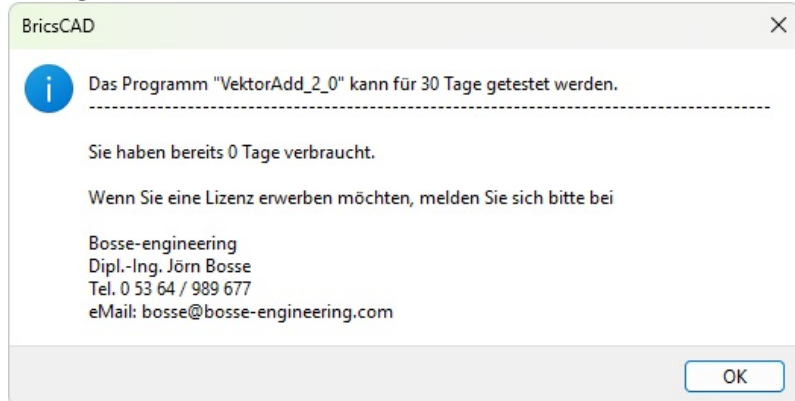 BricsCAD
Das Programm "VektorAdd_2_0" kann für 30 Tage getestet werden.
------------------------------------------------------------------------------------------
Sie haben bereits 0 Tage verbraucht.
Wenn Sie eine Lizenz erwerben möchten, melden Sie sich bitte bei
Bosse-engineering
Dipl.-Ing. Jörn Bosse
Tel. 0 53 64 / 989 677
eMail: bosse@bosse-engineering.com
OK